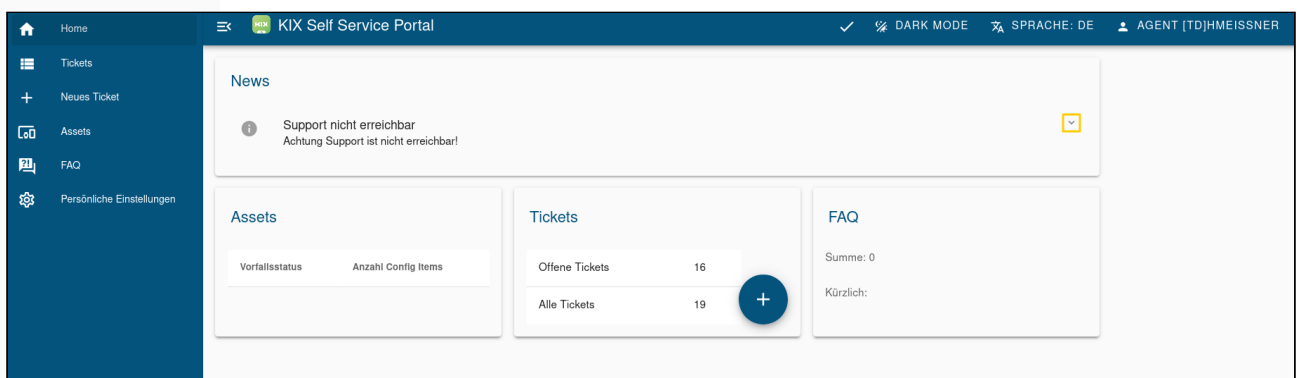 Home
Tickets
Neues Ticket
Assets
FAQ
Persönliche Einstellungen
KIX Self Service Portal
DARK MODE
SPRACHE: DE
AGENT [TD]HMEISSNER
News
Support nicht erreichbar
Achtung Support ist nicht erreichbar!
Assets
Vorfallsstatus Anzahl Config Items
Tickets
Offene Tickets 16
Alle Tickets 19
FAQ
Summe: 0
Kürzlich: